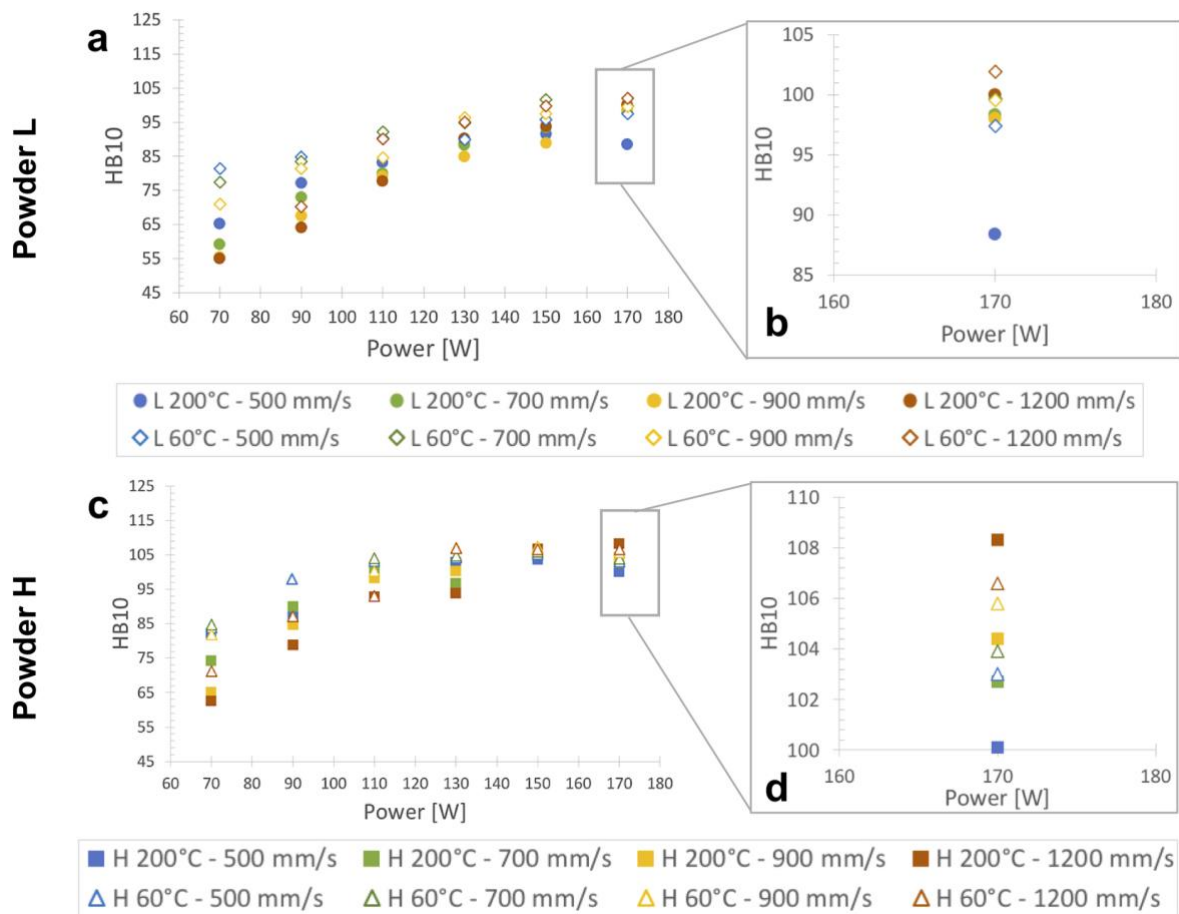 Powder L
a
125
115
105
95
85
75
65
55
45
HB10
60 70 80 90 100 110 120 130 140 150 160 170 180
Power [W]
105
100
95
90
85
HB10
160 170 180
Power [W]
b
L 200°C - 500 mm/s L 200°C - 700 mm/s L 200°C - 900 mm/s L 200°C - 1200 mm/s
L 60°C - 500 mm/s L 60°C - 700 mm/s L 60°C - 900 mm/s L 60°C - 1200 mm/s
Powder H
c
125
115
105
95
85
75
65
55
45
HB10
60 70 80 90 100 110 120 130 140 150 160 170 180
Power [W]
110
108
106
104
102
100
HB10
160 170 180
Power [W]
d
H 200°C - 500 mm/s H 200°C - 700 mm/s H 200°C - 900 mm/s H 200°C - 1200 mm/s
H 60°C - 500 mm/s H 60°C - 700 mm/s H 60°C - 900 mm/s H 60°C - 1200 mm/s